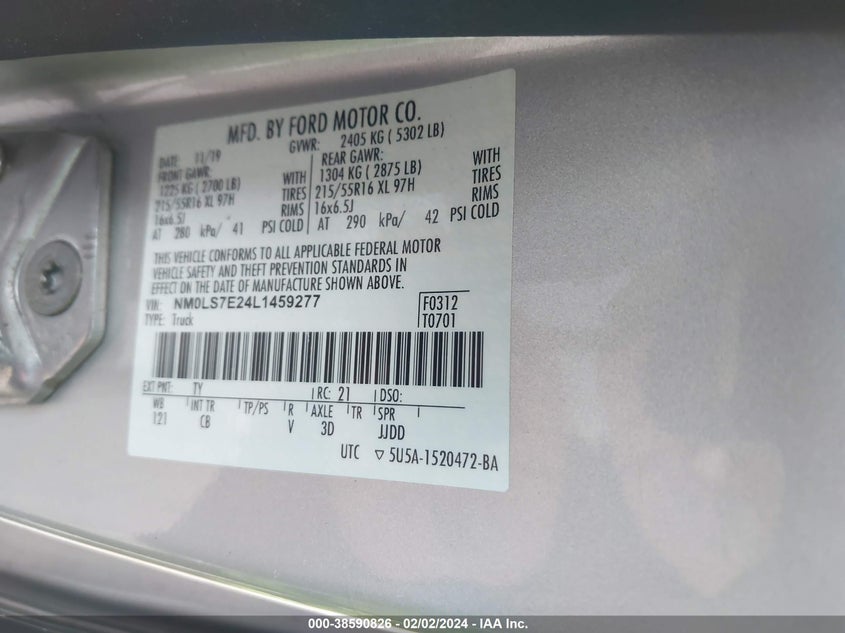 MFD. BY FORD MOTOR CO.
DATE: 11/19 GVWR: 2405 KG ( 5302 LB)
FRONT GAWR: REAR GAWR:
1225 KG ( 2700 LB) WITH 1304 KG ( 2875 LB) WITH
215/55R16 XL 97H TIRES 215/55R16 XL 97H TIRES
16x6.5J RIMS 16x6.5J RIMS
AT 280 kPa/ 41 PSI COLD AT 290 kPa/ 42 PSI COLD
THIS VEHICLE CONFORMS TO ALL APPLICABLE FEDERAL MOTOR
VEHICLE SAFETY AND THEFT PREVENTION STANDARDS IN
EFFECT ON THE DATE OF MANUFACTURE SHOWN ABOVE.
VIN: NM0LS7E24L1459277 F0312
TYPE: Truck T0701
EXT PNT: TY RC: 21 DSO:
WB INT TR TP/PS R AXLE TR SPR
121 CB V 3D JJDD
UTC ▽ 5U5A-1520472-BA
000-38590826 - 02/02/2024 - IAA Inc.